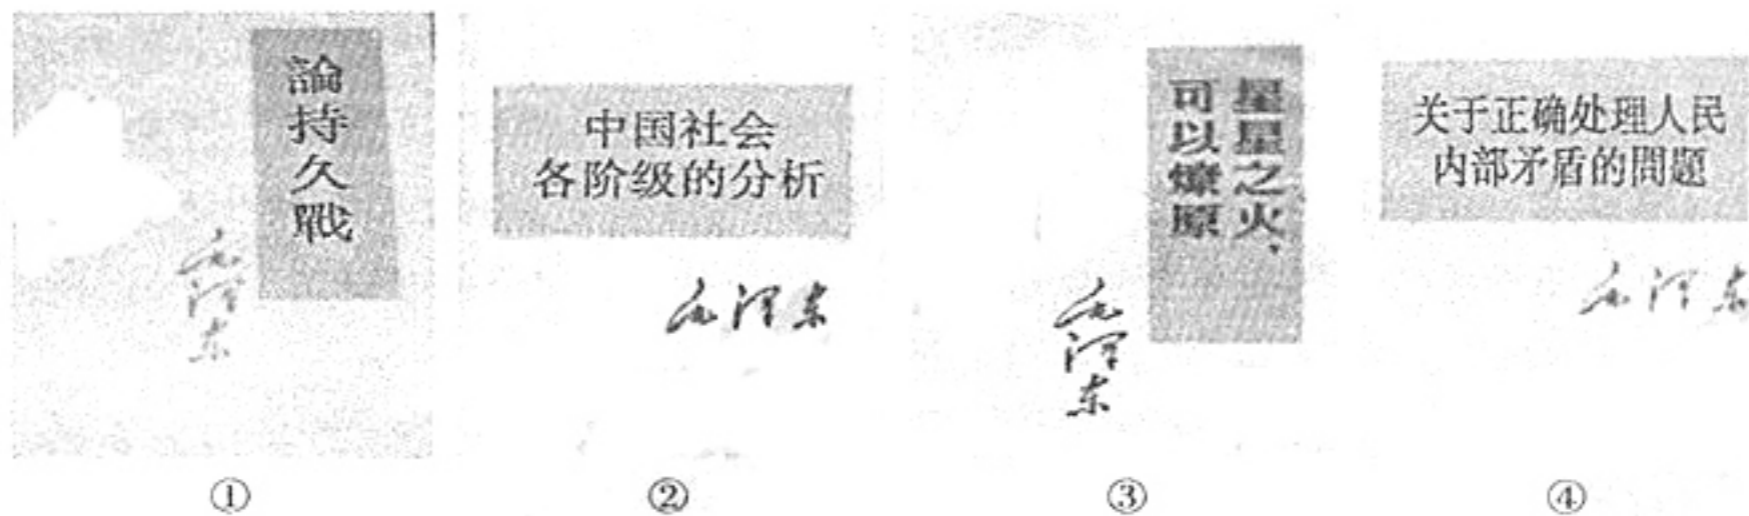 論持久戰
毛泽东
①
中国社会
各阶级的分析
毛泽东
②
星星之火、
可以燎原
毛泽东
③
关于正确处理人民
内部矛盾的問題
毛泽东
④